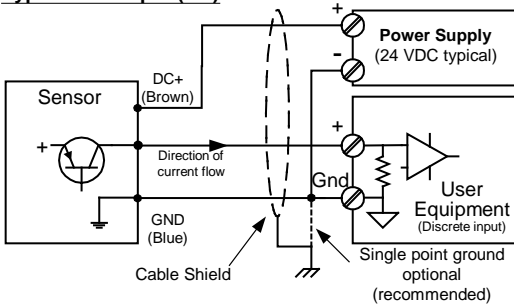 +
Power Supply
(24 VDC typical)
-
DC+
(Brown)
Sensor
+
+
Direction of
current flow
Gnd
User
Equipment
(Discrete input)
GND
(Blue)
Cable Shield
Single point ground
optional
(recommended)